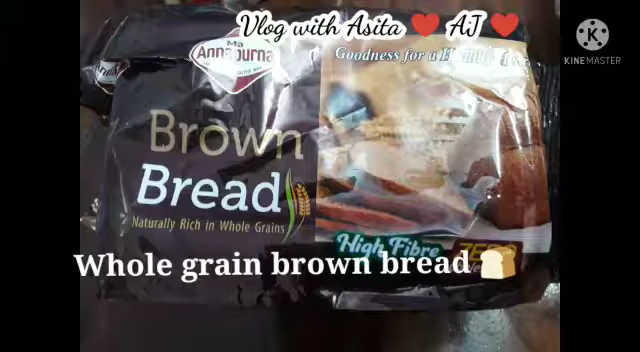 Vlog with Asita ❤️ AJ ❤️
KINEMASTER
Ma
Annapurna
Goodness for a
Brown
Bread
Naturally Rich in Whole Grains
High Fibre
Whole grain brown bread 🍞